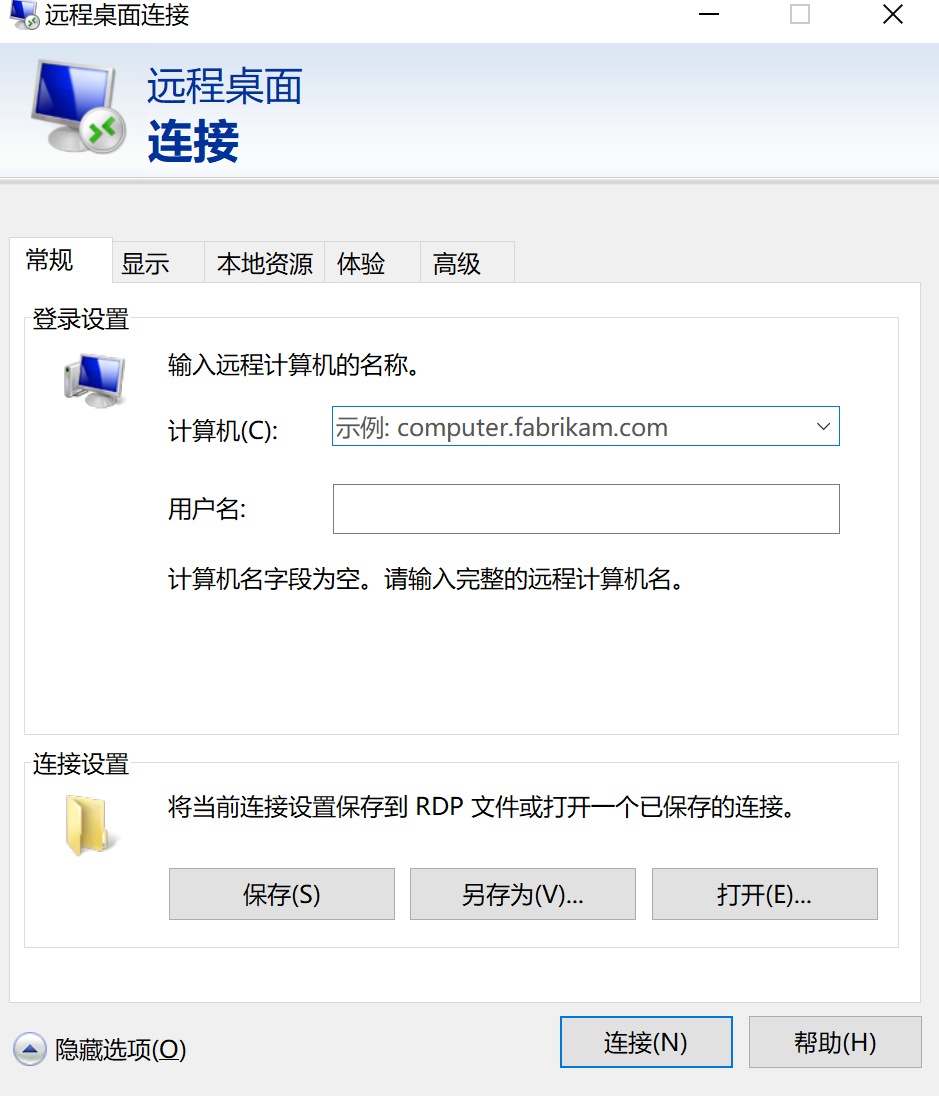 远程桌面连接
远程桌面
连接
常规
显示
本地资源
体验
高级
登录设置
输入远程计算机的名称。
计算机(C):
示例: computer.fabrikam.com
用户名:
计算机名字段为空。请输入完整的远程计算机名。
连接设置
将当前连接设置保存到 RDP 文件或打开一个已保存的连接。
保存(S)
另存为(V)...
打开(E)...
隐藏选项(O)
连接(N)
帮助(H)